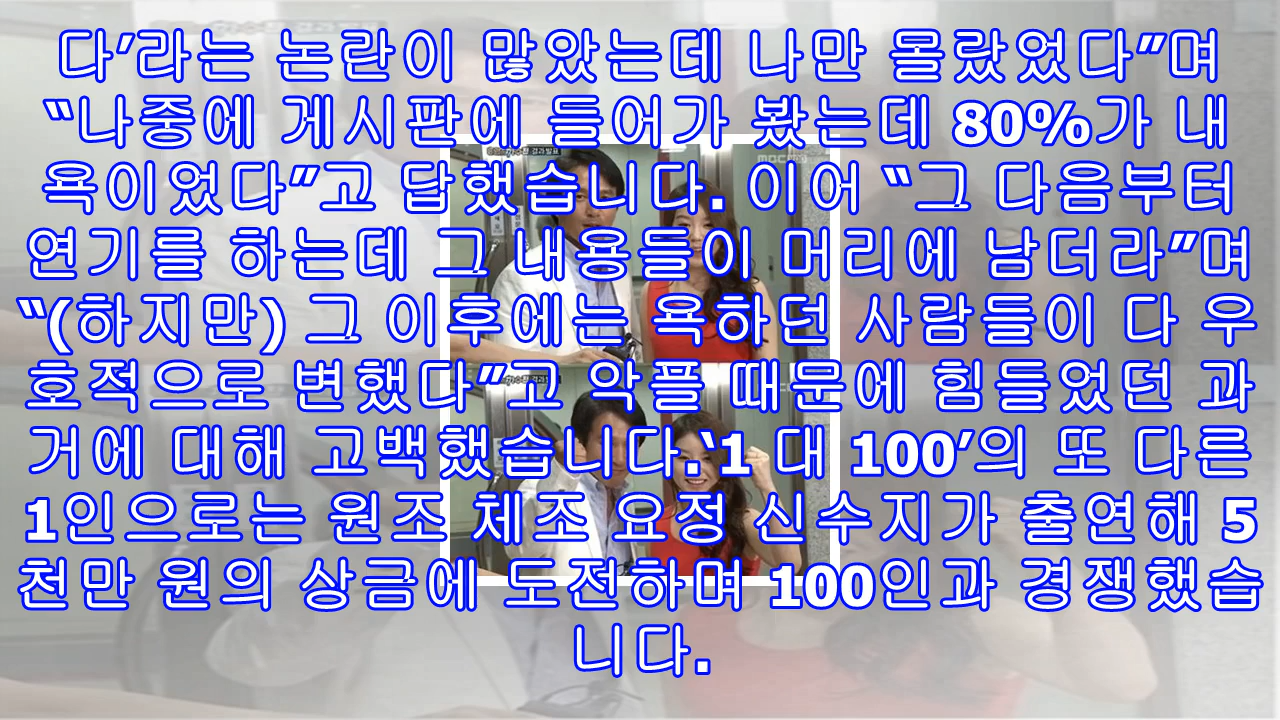 다’라는 논란이 많았는데 나만 몰랐었다”며
“나중에 게시판에 들어가 봤는데 80%가 내
욕이었다”고 답했습니다. 이어 “그 다음부터
연기를 하는데 그 내용들이 머리에 남더라”며
“(하지만) 그 이후에는 욕하던 사람들이 다 우
호적으로 변했다”고 악플 때문에 힘들었던 과
거에 대해 고백했습니다.‘1 대 100’의 또 다른
1인으로는 원조 체조 요정 신수지가 출연해 5
천만 원의 상금에 도전하며 100인과 경쟁했습
니다.
MBC